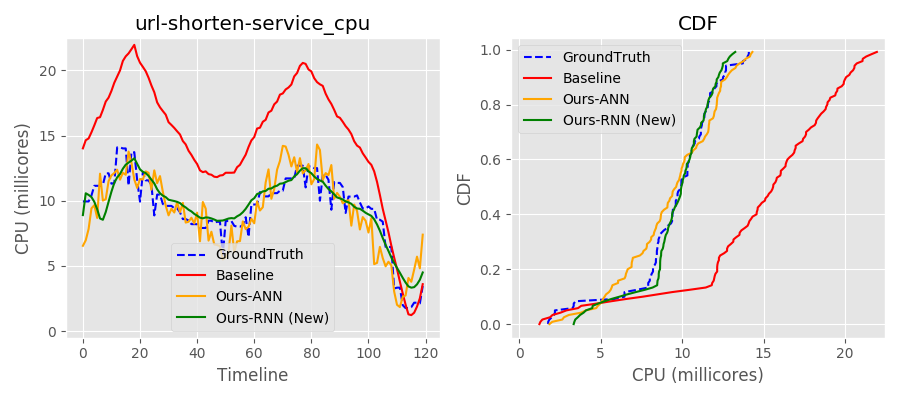 url-shorten-service_cpu
CPU (millicores)
20
15
10
5
0
GroundTruth
Baseline
Ours-ANN
Ours-RNN (New)
0 20 40 60 80 100 120
Timeline
CDF
CDF
1.0
0.8
0.6
0.4
0.2
0.0
GroundTruth
Baseline
Ours-ANN
Ours-RNN (New)
0 5 10 15 20
CPU (millicores)